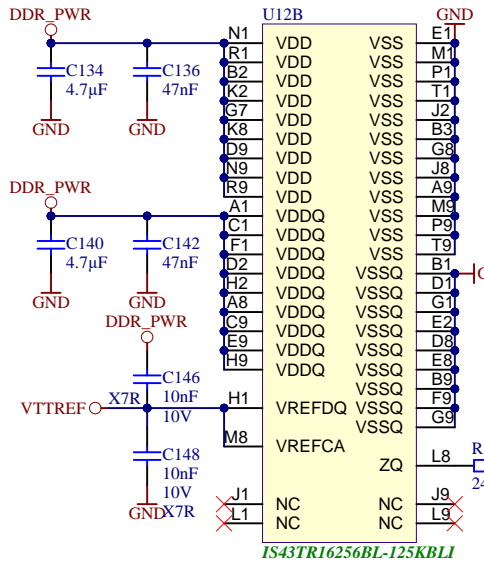 DDR_PWR
U12B
GND
C134
4.7µF
C136
47nF
GND
GND
N1 VDD VSS E1
R1 VDD VSS M1
B2 VDD VSS P1
K2 VDD VSS T1
G7 VDD VSS J2
K8 VDD VSS B3
D9 VDD VSS G8
N9 VDD VSS J8
R9 VDD VSS A9
DDR_PWR
A1 VDDQ VSS M9
C1 VDDQ VSS P9
F1 VDDQ VSS T9
C140
4.7µF
C142
47nF
GND
GND
D2 VDDQ VSSQ B1
H2 VDDQ VSSQ D1
A8 VDDQ VSSQ G1
C9 VDDQ VSSQ E2
E9 VDDQ VSSQ D8
H9 VDDQ VSSQ E8
VSSQ B9
DDR_PWR
C146
10nF
10V
X7R
VTTREF
H1 VREFDQ VSSQ F9
VSSQ G9
M8 VREFCA
C148
10nF
10V
X7R
GND
ZQ L8
R
24
J1 NC NC J9
L1 NC NC L9
IS43TR16256BL-125KBLI